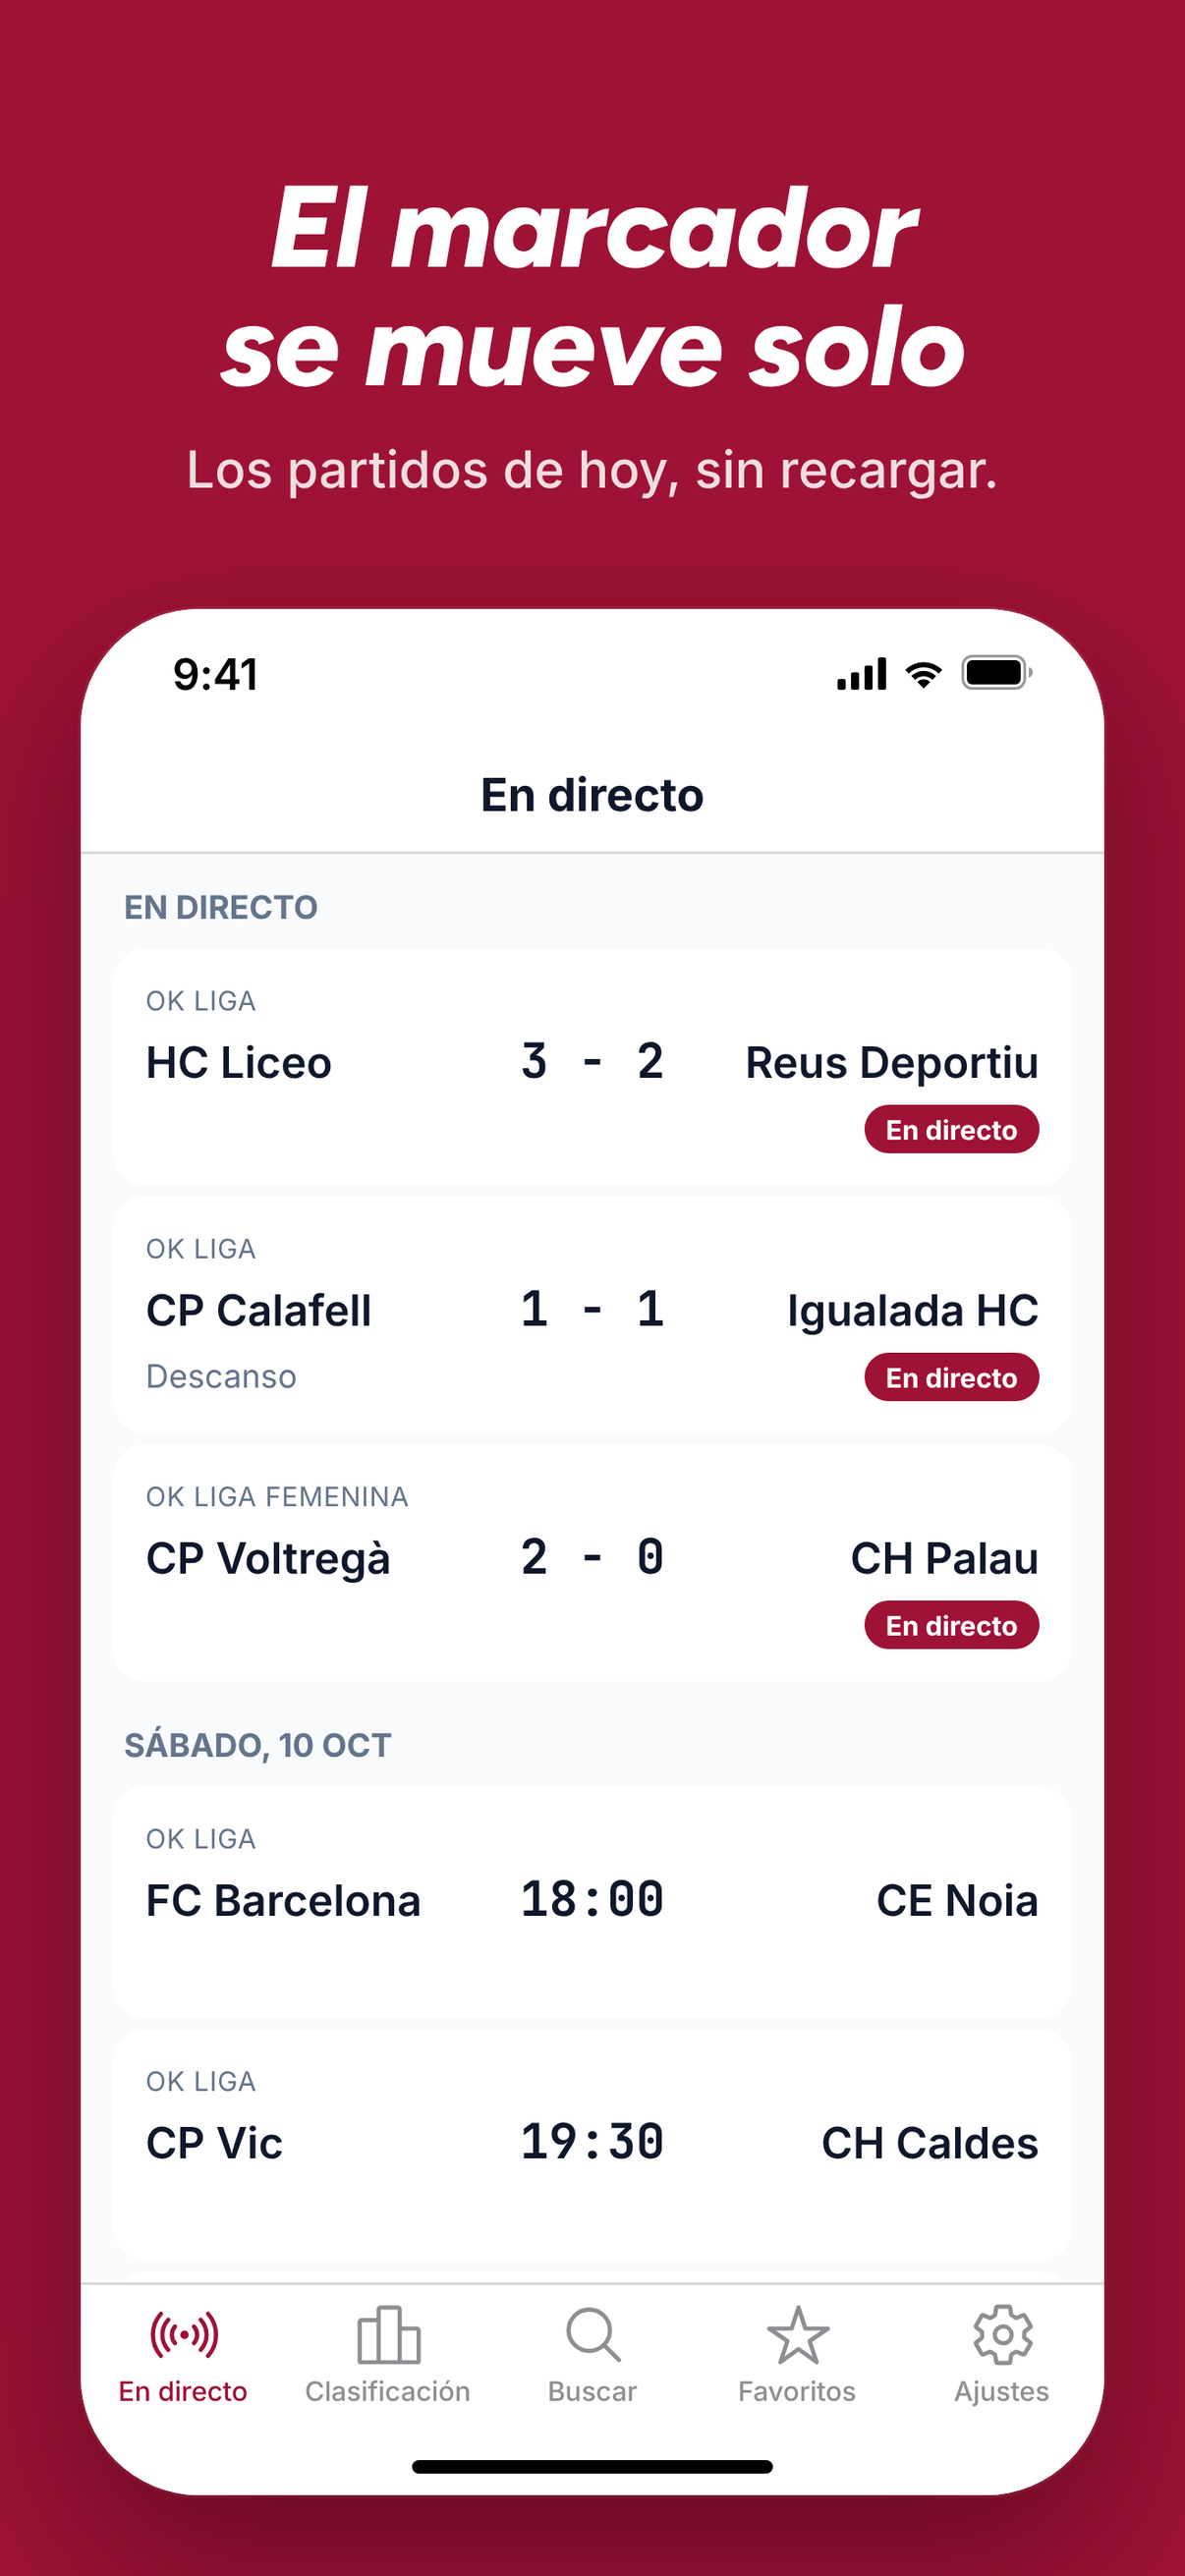 El marcador
se mueve solo
Los partidos de hoy, sin recargar.
9:41
En directo
EN DIRECTO
OK LIGA
HC Liceo 3 - 2 Reus Deportiu
En directo
OK LIGA
CP Calafell 1 - 1 Igualada HC
Descanso En directo
OK LIGA FEMENINA
CP Voltregà 2 - 0 CH Palau
En directo
SÁBADO, 10 OCT
OK LIGA
FC Barcelona 18:00 CE Noia
OK LIGA
CP Vic 19:30 CH Caldes
En directo Clasificación Buscar Favoritos Ajustes